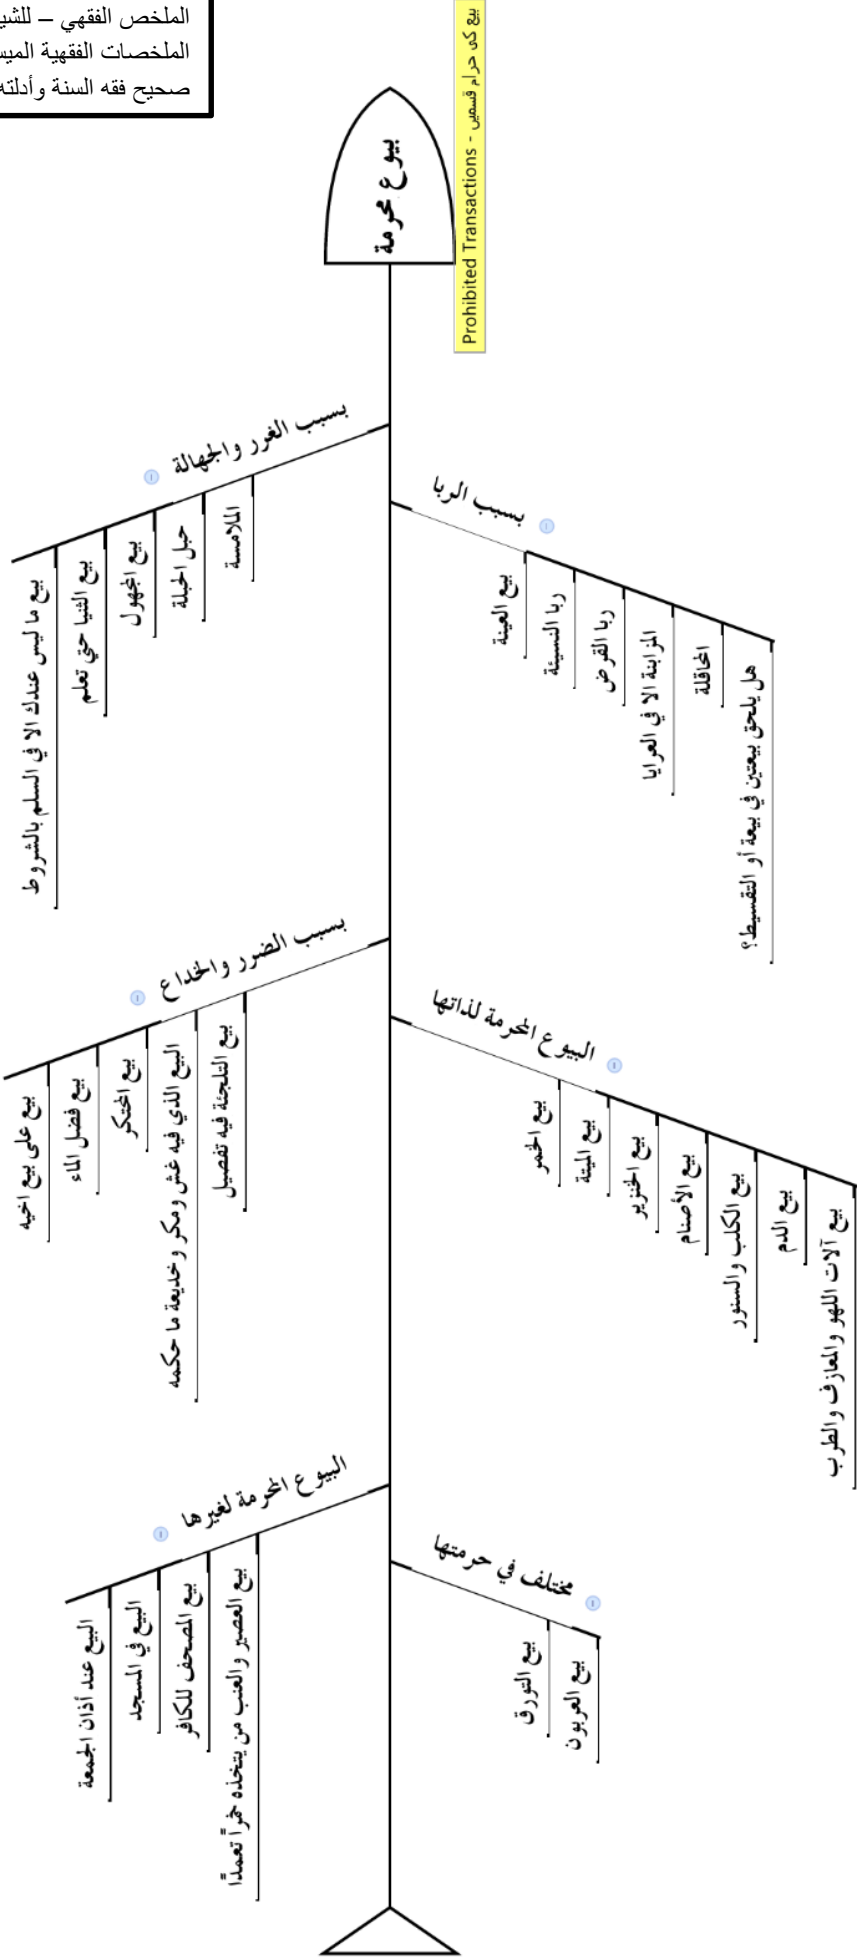 الملخص الفقهي – للشي
الملخصات الفقهية الميس
صحيح فقه السنة وأدلته
بيوع محرمة
Prohibited Transactions - بيع کی حرام قسمیں
بسبب الغرر والجهالة
الملامسة
حبل الحبلة
بيع المجهول
بيع الثنيا حتي تعلم
بيع ما ليس عندك الا في السلم بالشروط
بسبب الربا
بيع العينة
ربا النسيئة
ربا القرض
المزابنة الا في العرايا
المحاقلة
هل يلحق بيعتين في بيعة أو التقسيط؟
بسبب الضرر والخداع
بيع التلجئة فيه تفصيل
البيع الذي فيه غش ومكر وخديعة ما حكمه
بيع المحتكر
بيع فضل الماء
بيع على بيع اخيه
البيوع المحرمة لذاتها
بيع الخمر
بيع الميتة
بيع الخنزير
بيع الأصنام
بيع الكلب والسنور
بيع الدم
بيع آلات اللهو والمعازف والطرب
البيوع المحرمة لغيرها
بيع العصير والعنب من يتخذه خمراً تعمدًا
بيع المصحف للكافر
البيع في المسجد
البيع عند أذان الجمعة
مختلف في حرمتها
بيع التورق
بيع العربون